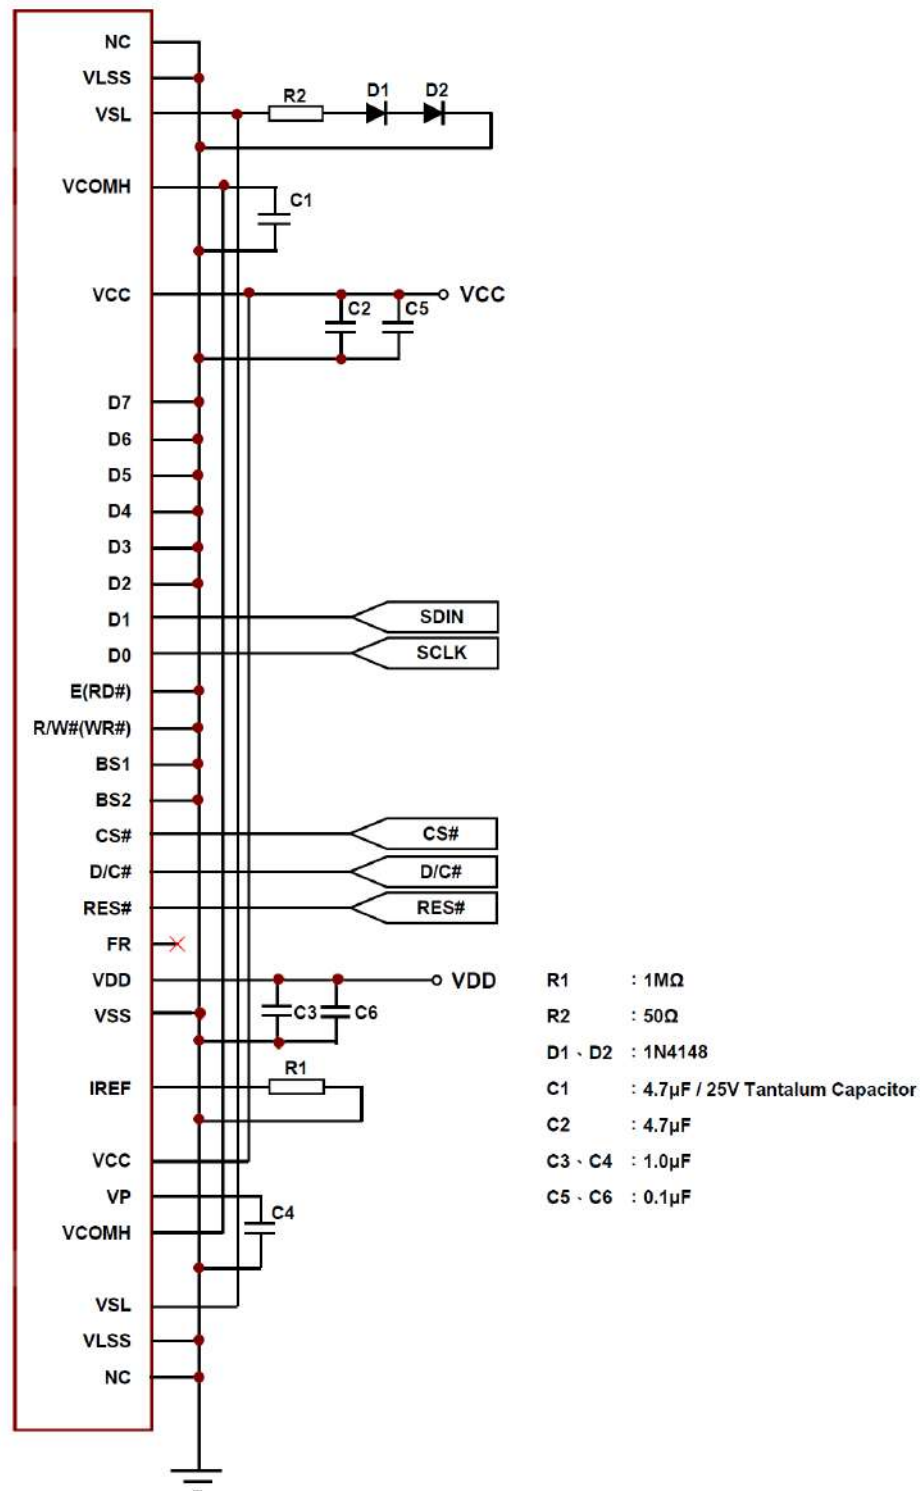 NC
VLSS
VSL
R2
D1
D2
VCOMH
C1
VCC
C2
C5
VCC
D7
D6
D5
D4
D3
D2
D1
SDIN
D0
SCLK
E(RD#)
R/W#(WR#)
BS1
BS2
CS#
CS#
D/C#
D/C#
RES#
RES#
FR
VDD
VDD
VSS
C3
C6
IREF
R1
VCC
VP
C4
VCOMH
VSL
VLSS
NC
R1 : 1MΩ
R2 : 50Ω
D1、D2 : 1N4148
C1 : 4.7μF / 25V Tantalum Capacitor
C2 : 4.7μF
C3、C4 : 1.0μF
C5、C6 : 0.1μF